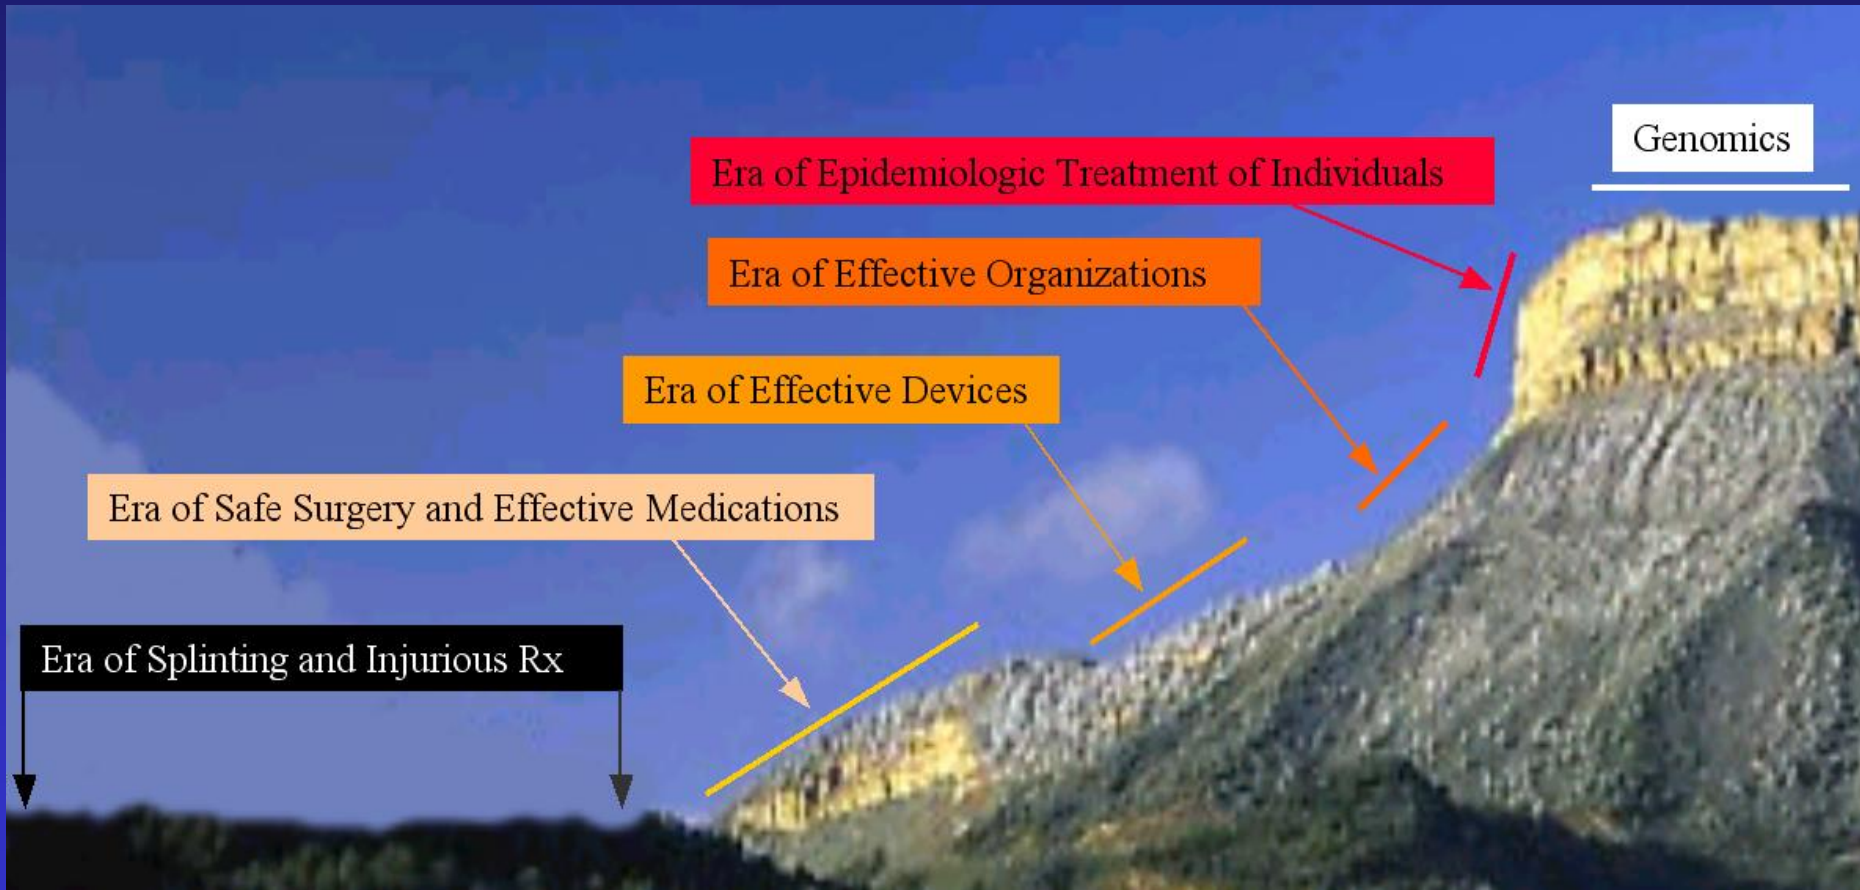 Genomics
Era of Epidemiologic Treatment of Individuals
Era of Effective Organizations
Era of Effective Devices
Era of Safe Surgery and Effective Medications
Era of Splinting and Injurious Rx